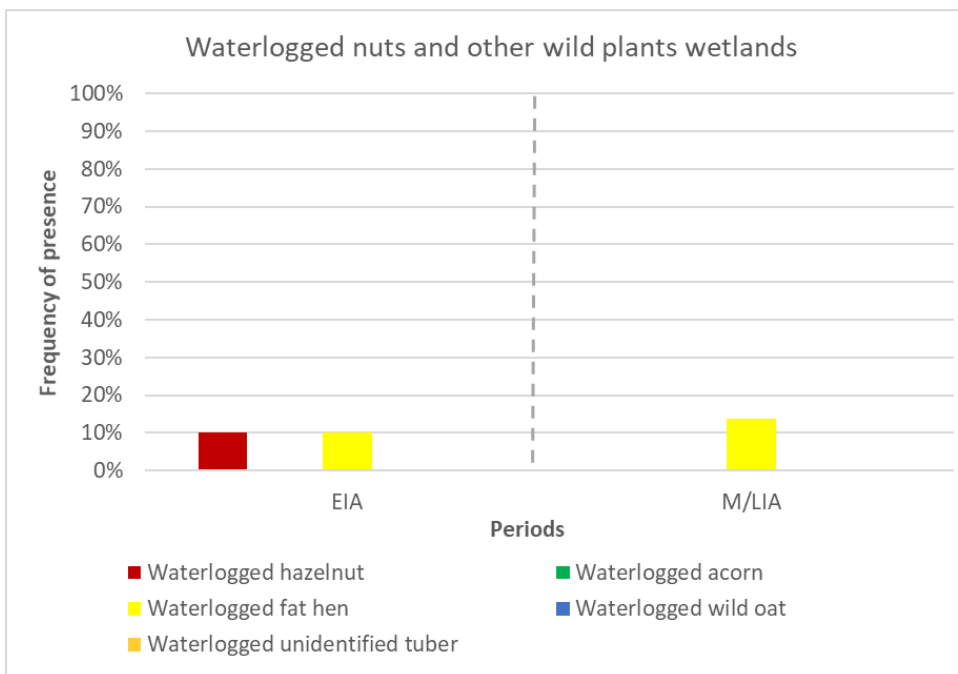 Waterlogged nuts and other wild plants wetlands
100%
90%
80%
70%
60%
50%
40%
30%
20%
10%
0%
Frequency of presence
EIA
M/LIA
Periods
Waterlogged hazelnut
Waterlogged acorn
Waterlogged fat hen
Waterlogged wild oat
Waterlogged unidentified tuber